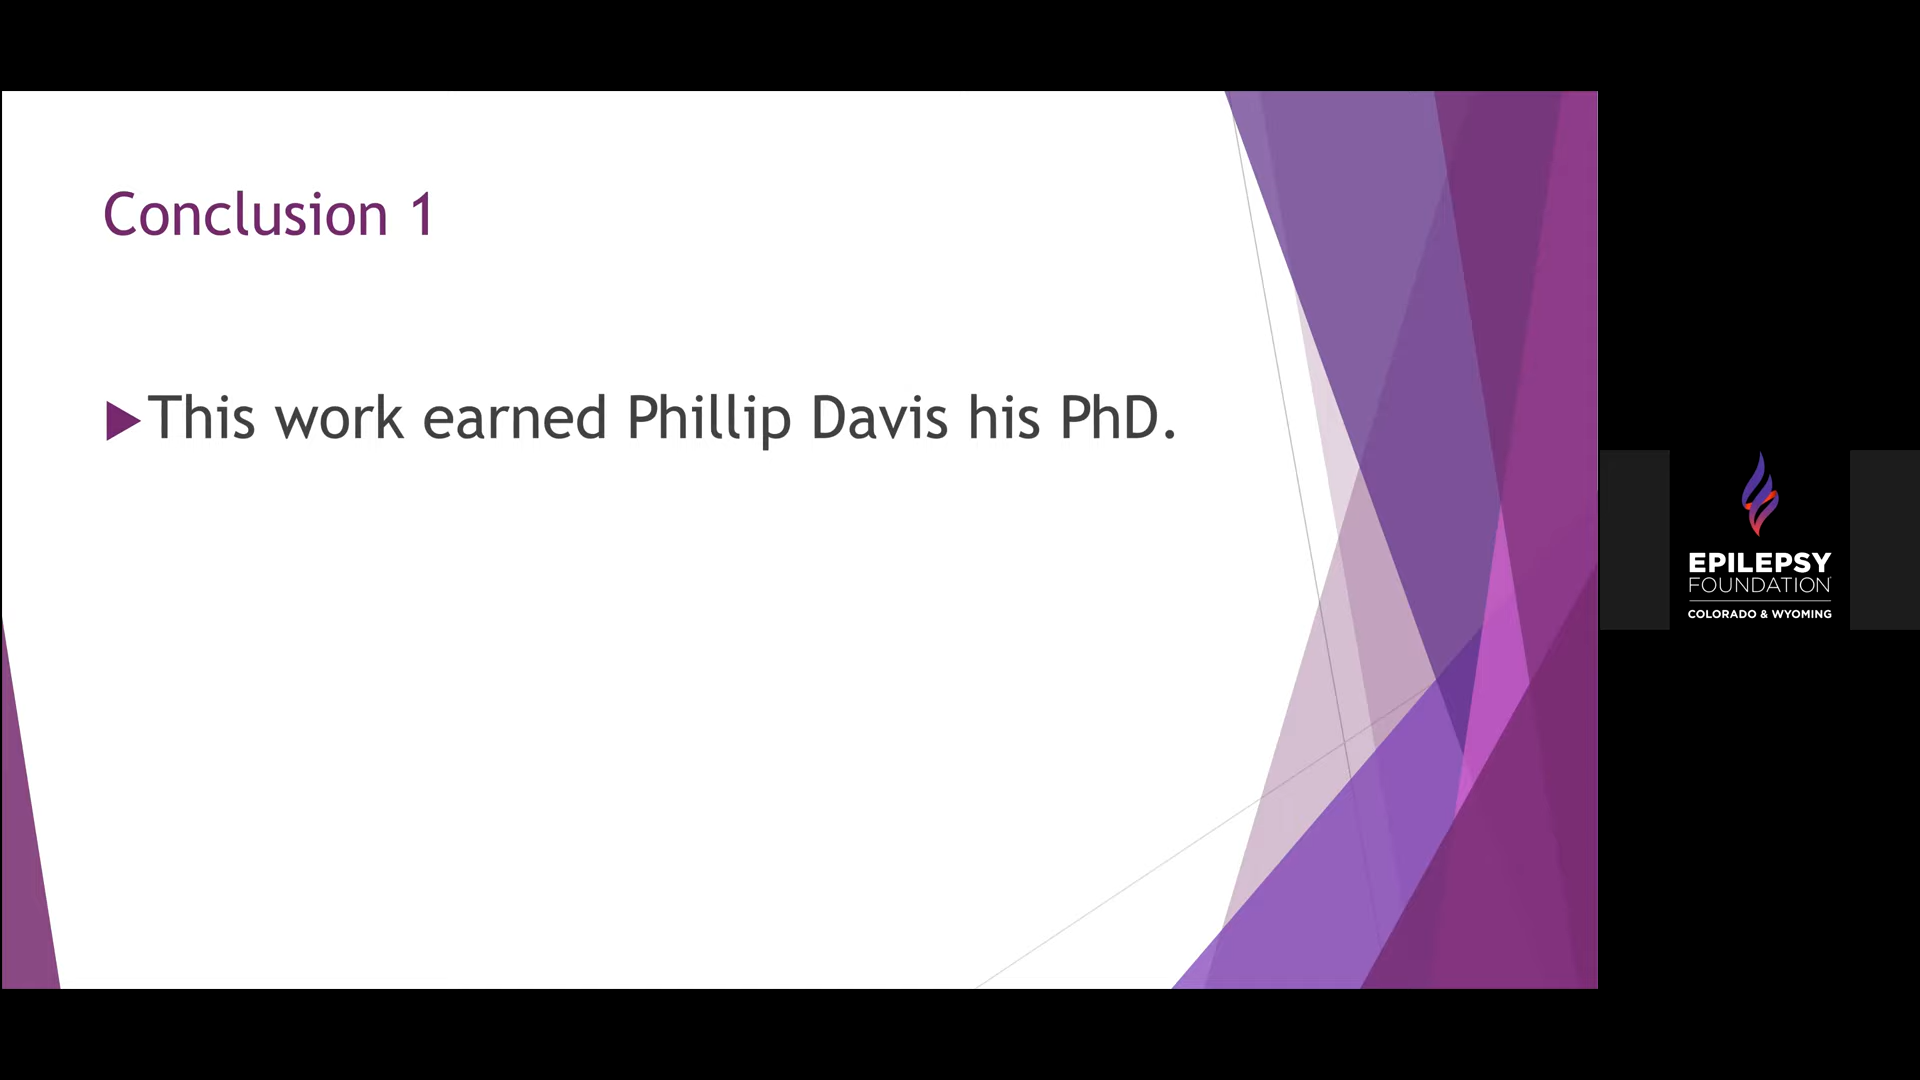 Conclusion 1
This work earned Phillip Davis his PhD.
EPILEPSY
FOUNDATION
COLORADO & WYOMING